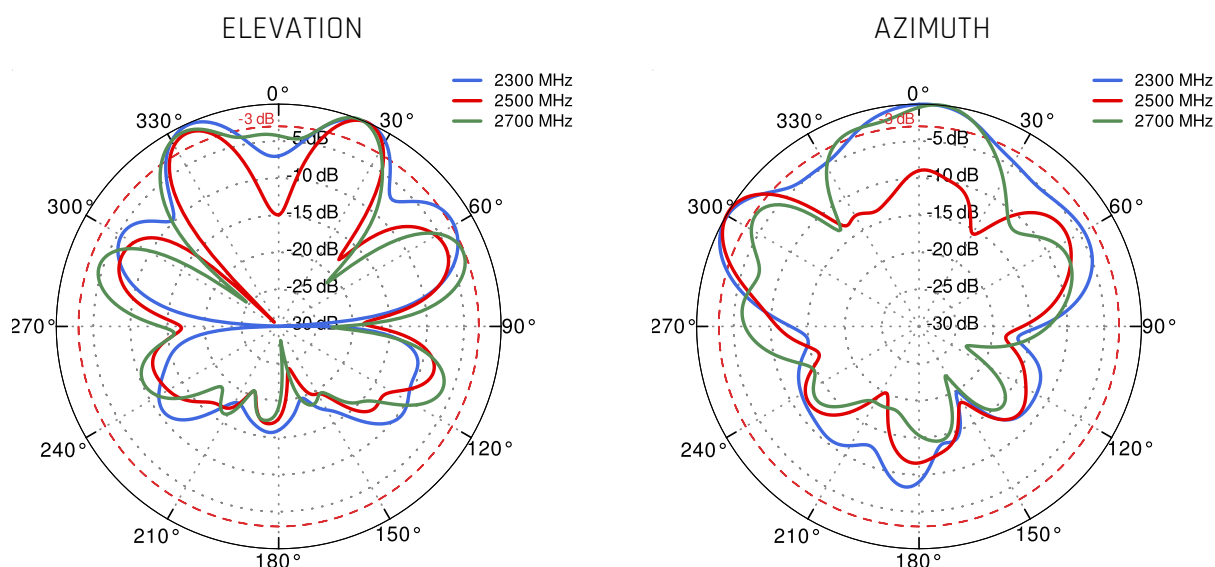 ELEVATION
2300 MHz
2500 MHz
2700 MHz
0°
30°
60°
90°
120°
150°
180°
210°
240°
270°
300°
330°
-3 dB
-5 dB
-10 dB
-15 dB
-20 dB
-25 dB
-30 dB
AZIMUTH
2300 MHz
2500 MHz
2700 MHz
0°
30°
60°
90°
120°
150°
180°
210°
240°
270°
300°
330°
-3 dB
-5 dB
-10 dB
-15 dB
-20 dB
-25 dB
-30 dB